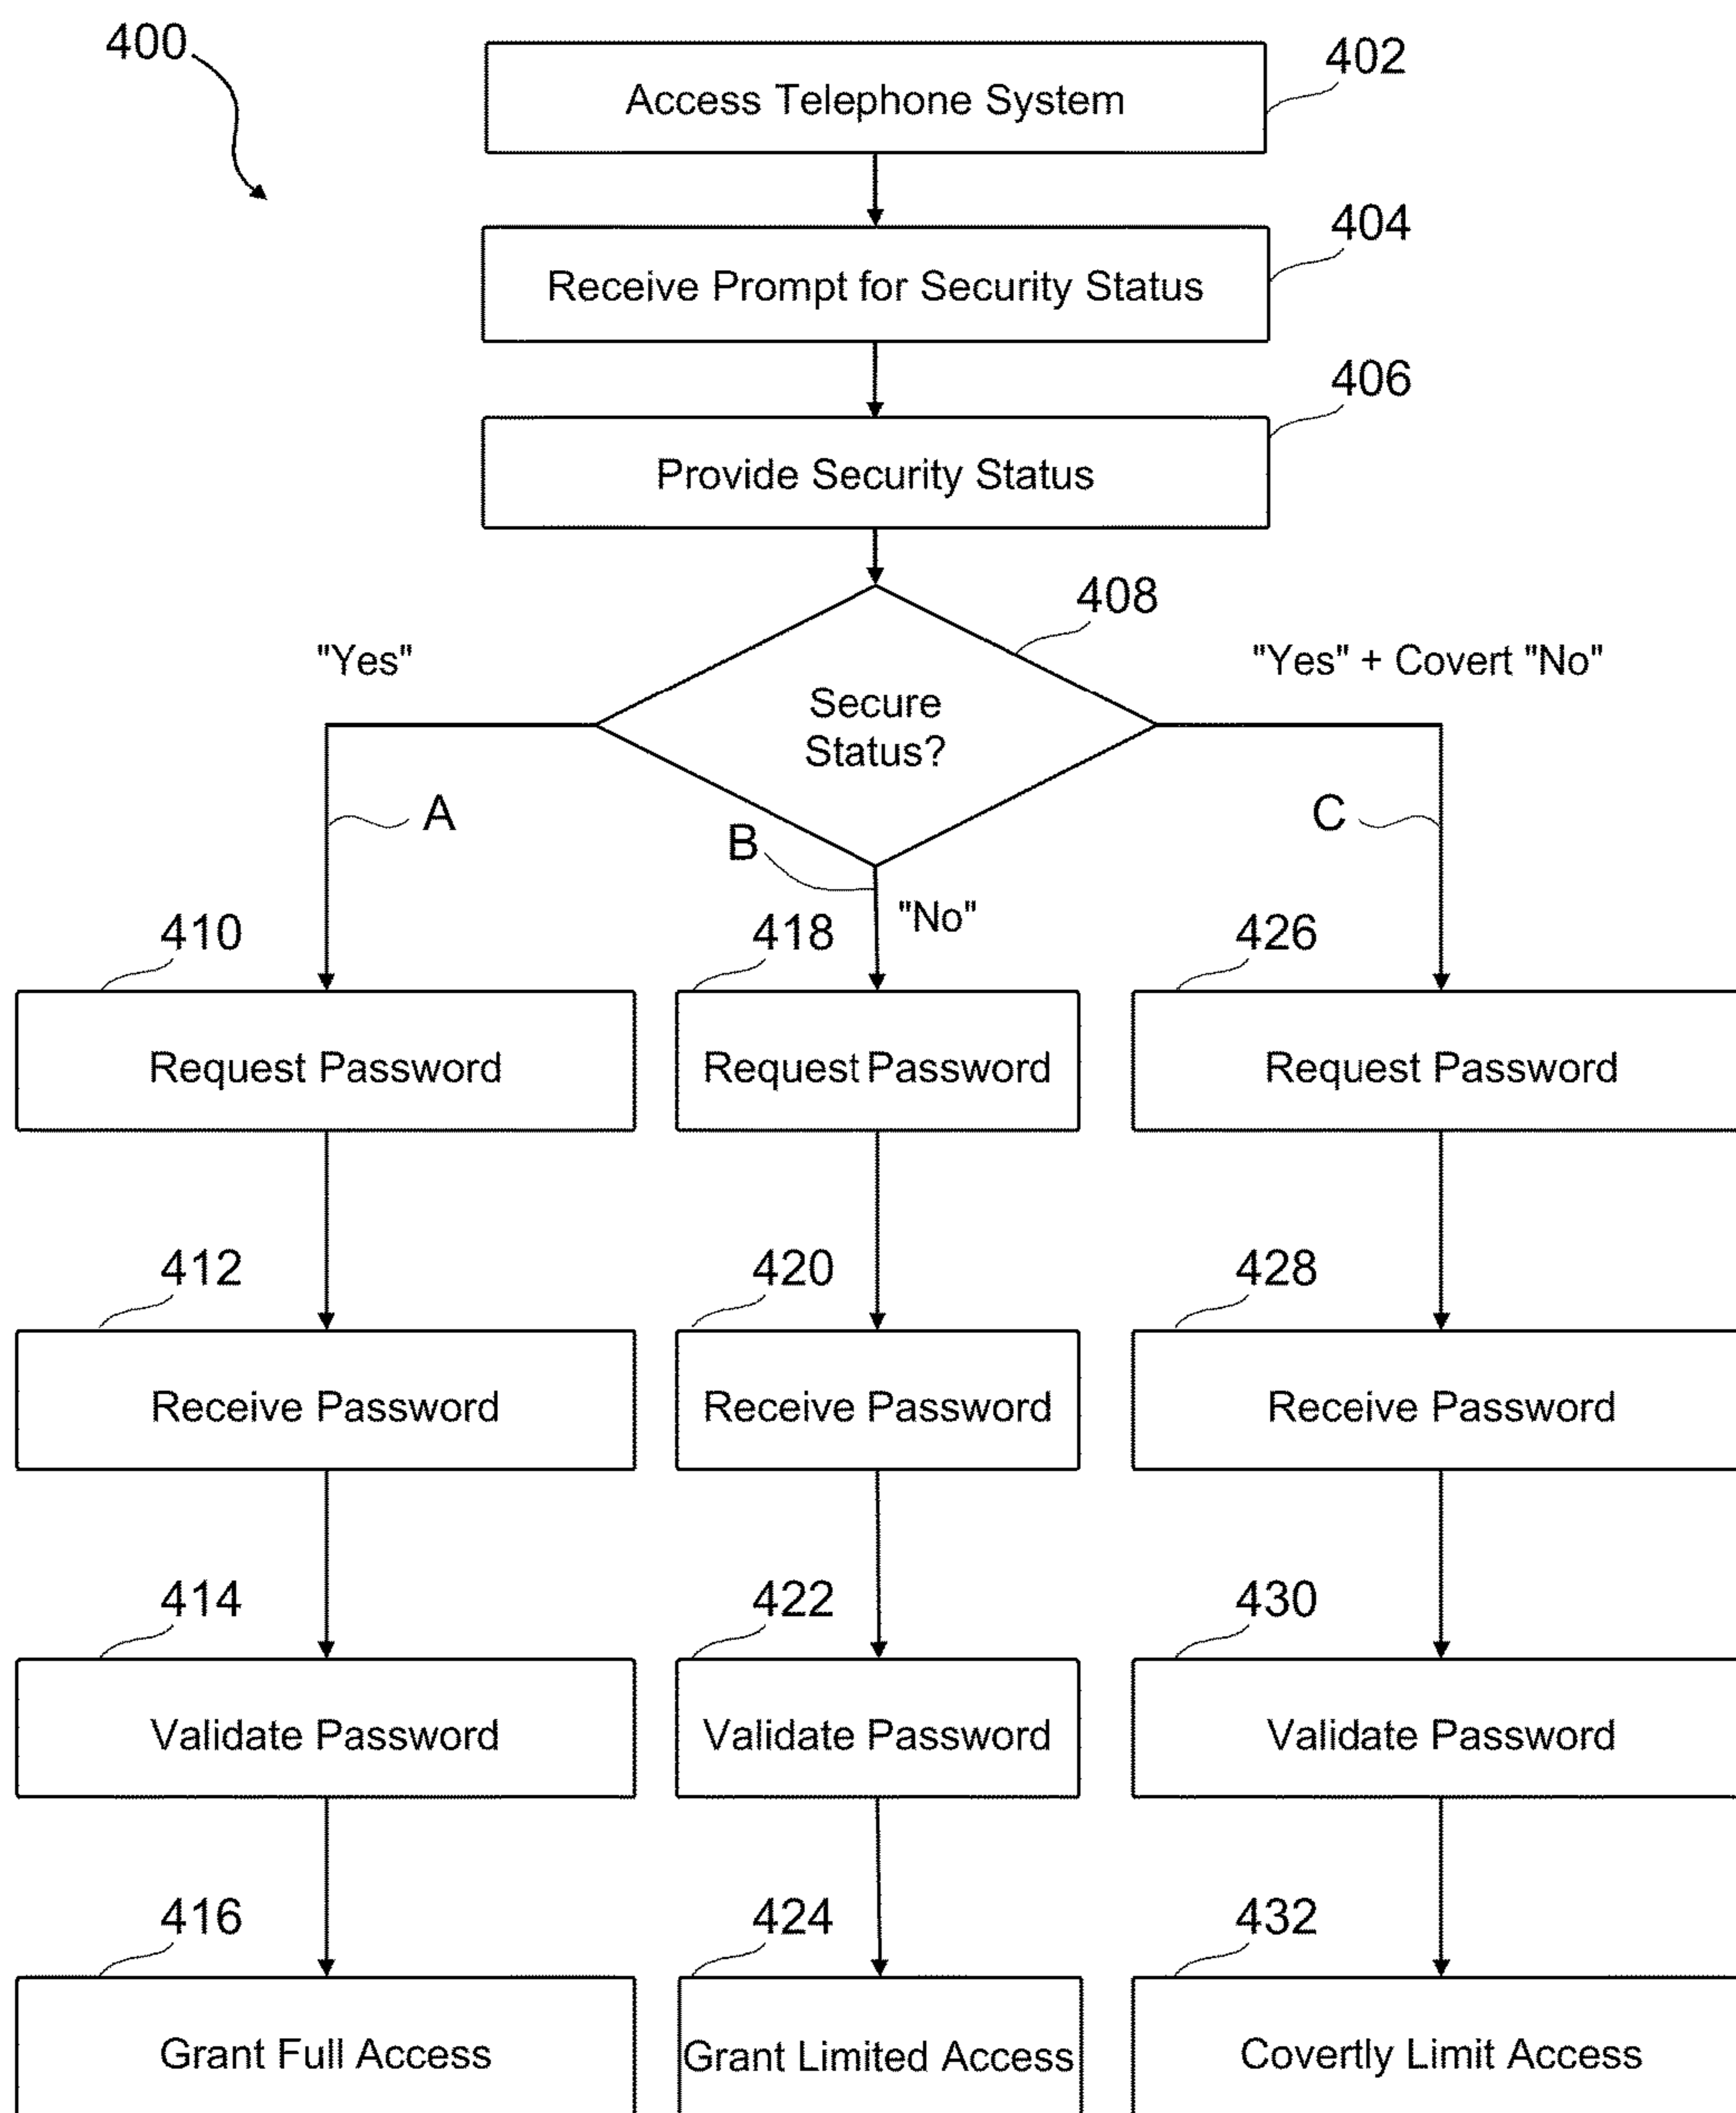 400
402
Access Telephone System
404
Receive Prompt for Security Status
406
Provide Security Status
408
"Yes"
"Yes" + Covert "No"
Secure
Status?
A
B
C
"No"
410
418
426
Request Password
Request Password
Request Password
412
420
428
Receive Password
Receive Password
Receive Password
414
422
430
Validate Password
Validate Password
Validate Password
416
424
432
Grant Full Access
Grant Limited Access
Covertly Limit Access